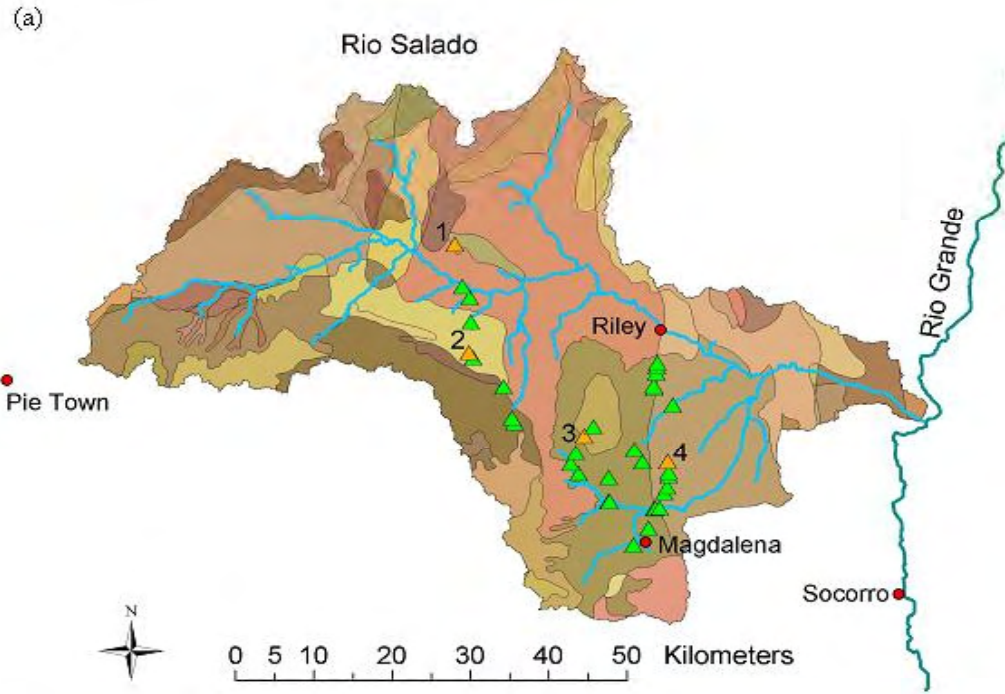 (a)
Rio Salado
1
Rio Grande
Riley
2
Pie Town
3
4
Magdalena
Socorro
N
0 5 10 20 30 40 50 Kilometers